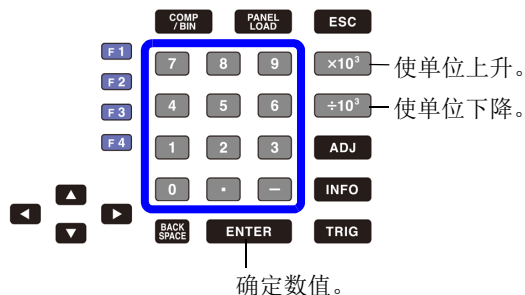 COMP
/ BIN
PANEL
LOAD
ESC
F 1
7 8 9 ×10³ 使单位上升。
F 2
F 3
4 5 6 ÷10³ 使单位下降。
F 4
1 2 3 ADJ
0 . − INFO
BACK
SPACE
ENTER
TRIG
确定数值。